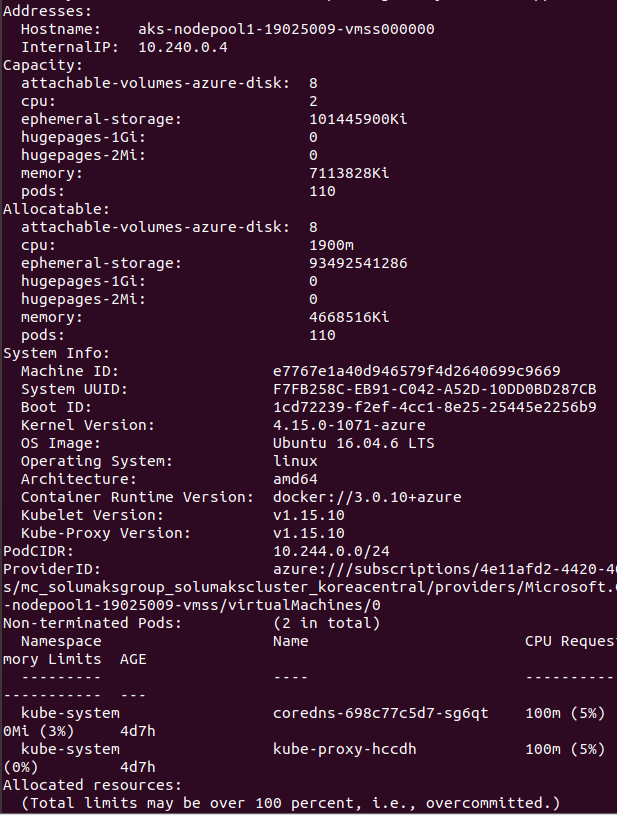 Addresses:
  Hostname:    aks-nodepool1-19025009-vmss000000
  InternalIP:  10.240.0.4
Capacity:
  attachable-volumes-azure-disk:  8
  cpu:                            2
  ephemeral-storage:              101445900Ki
  hugepages-1Gi:                  0
  hugepages-2Mi:                  0
  memory:                         7113828Ki
  pods:                           110
Allocatable:
  attachable-volumes-azure-disk:  8
  cpu:                            1900m
  ephemeral-storage:              93492541286
  hugepages-1Gi:                  0
  hugepages-2Mi:                  0
  memory:                         4668516Ki
  pods:                           110
System Info:
  Machine ID:                 e7767e1a40d946579f4d2640699c9669
  System UUID:                F7FB258C-EB91-C042-A52D-10DD0BD287CB
  Boot ID:                    1cd72239-f2ef-4cc1-8e25-25445e2256b9
  Kernel Version:             4.15.0-1071-azure
  OS Image:                   Ubuntu 16.04.6 LTS
  Operating System:           linux
  Architecture:               amd64
  Container Runtime Version:  docker://3.0.10+azure
  Kubelet Version:            v1.15.10
  Kube-Proxy Version:         v1.15.10
PodCIDR:                      10.244.0.0/24
ProviderID:                   azure:///subscriptions/4e11afd2-4420-4
s/mc_solumaksgroup_solumakscluster_koreacentral/providers/Microsoft.
-nodepool1-19025009-vmss/virtualMachines/0
Non-terminated Pods:          (2 in total)
  Namespace                   Name                        CPU Reques
mory Limits  AGE
  ---------                   ----                        ----------
-----------  ---
  kube-system                 coredns-698c77c5d7-sg6qt    100m (5%)
0Mi (3%)     4d7h
  kube-system                 kube-proxy-hccdh            100m (5%)
(0%)         4d7h
Allocated resources:
  (Total limits may be over 100 percent, i.e., overcommitted.)